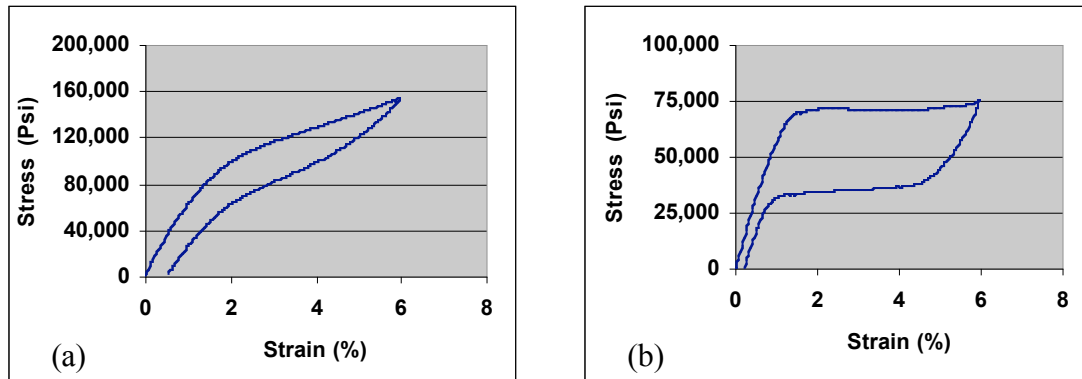 200,000
160,000
120,000
80,000
40,000
0
0 2 4 6 8
Stress (Psi)
Strain (%)
(a)
100,000
75,000
50,000
25,000
0
0 2 4 6 8
Stress (Psi)
Strain (%)
(b)